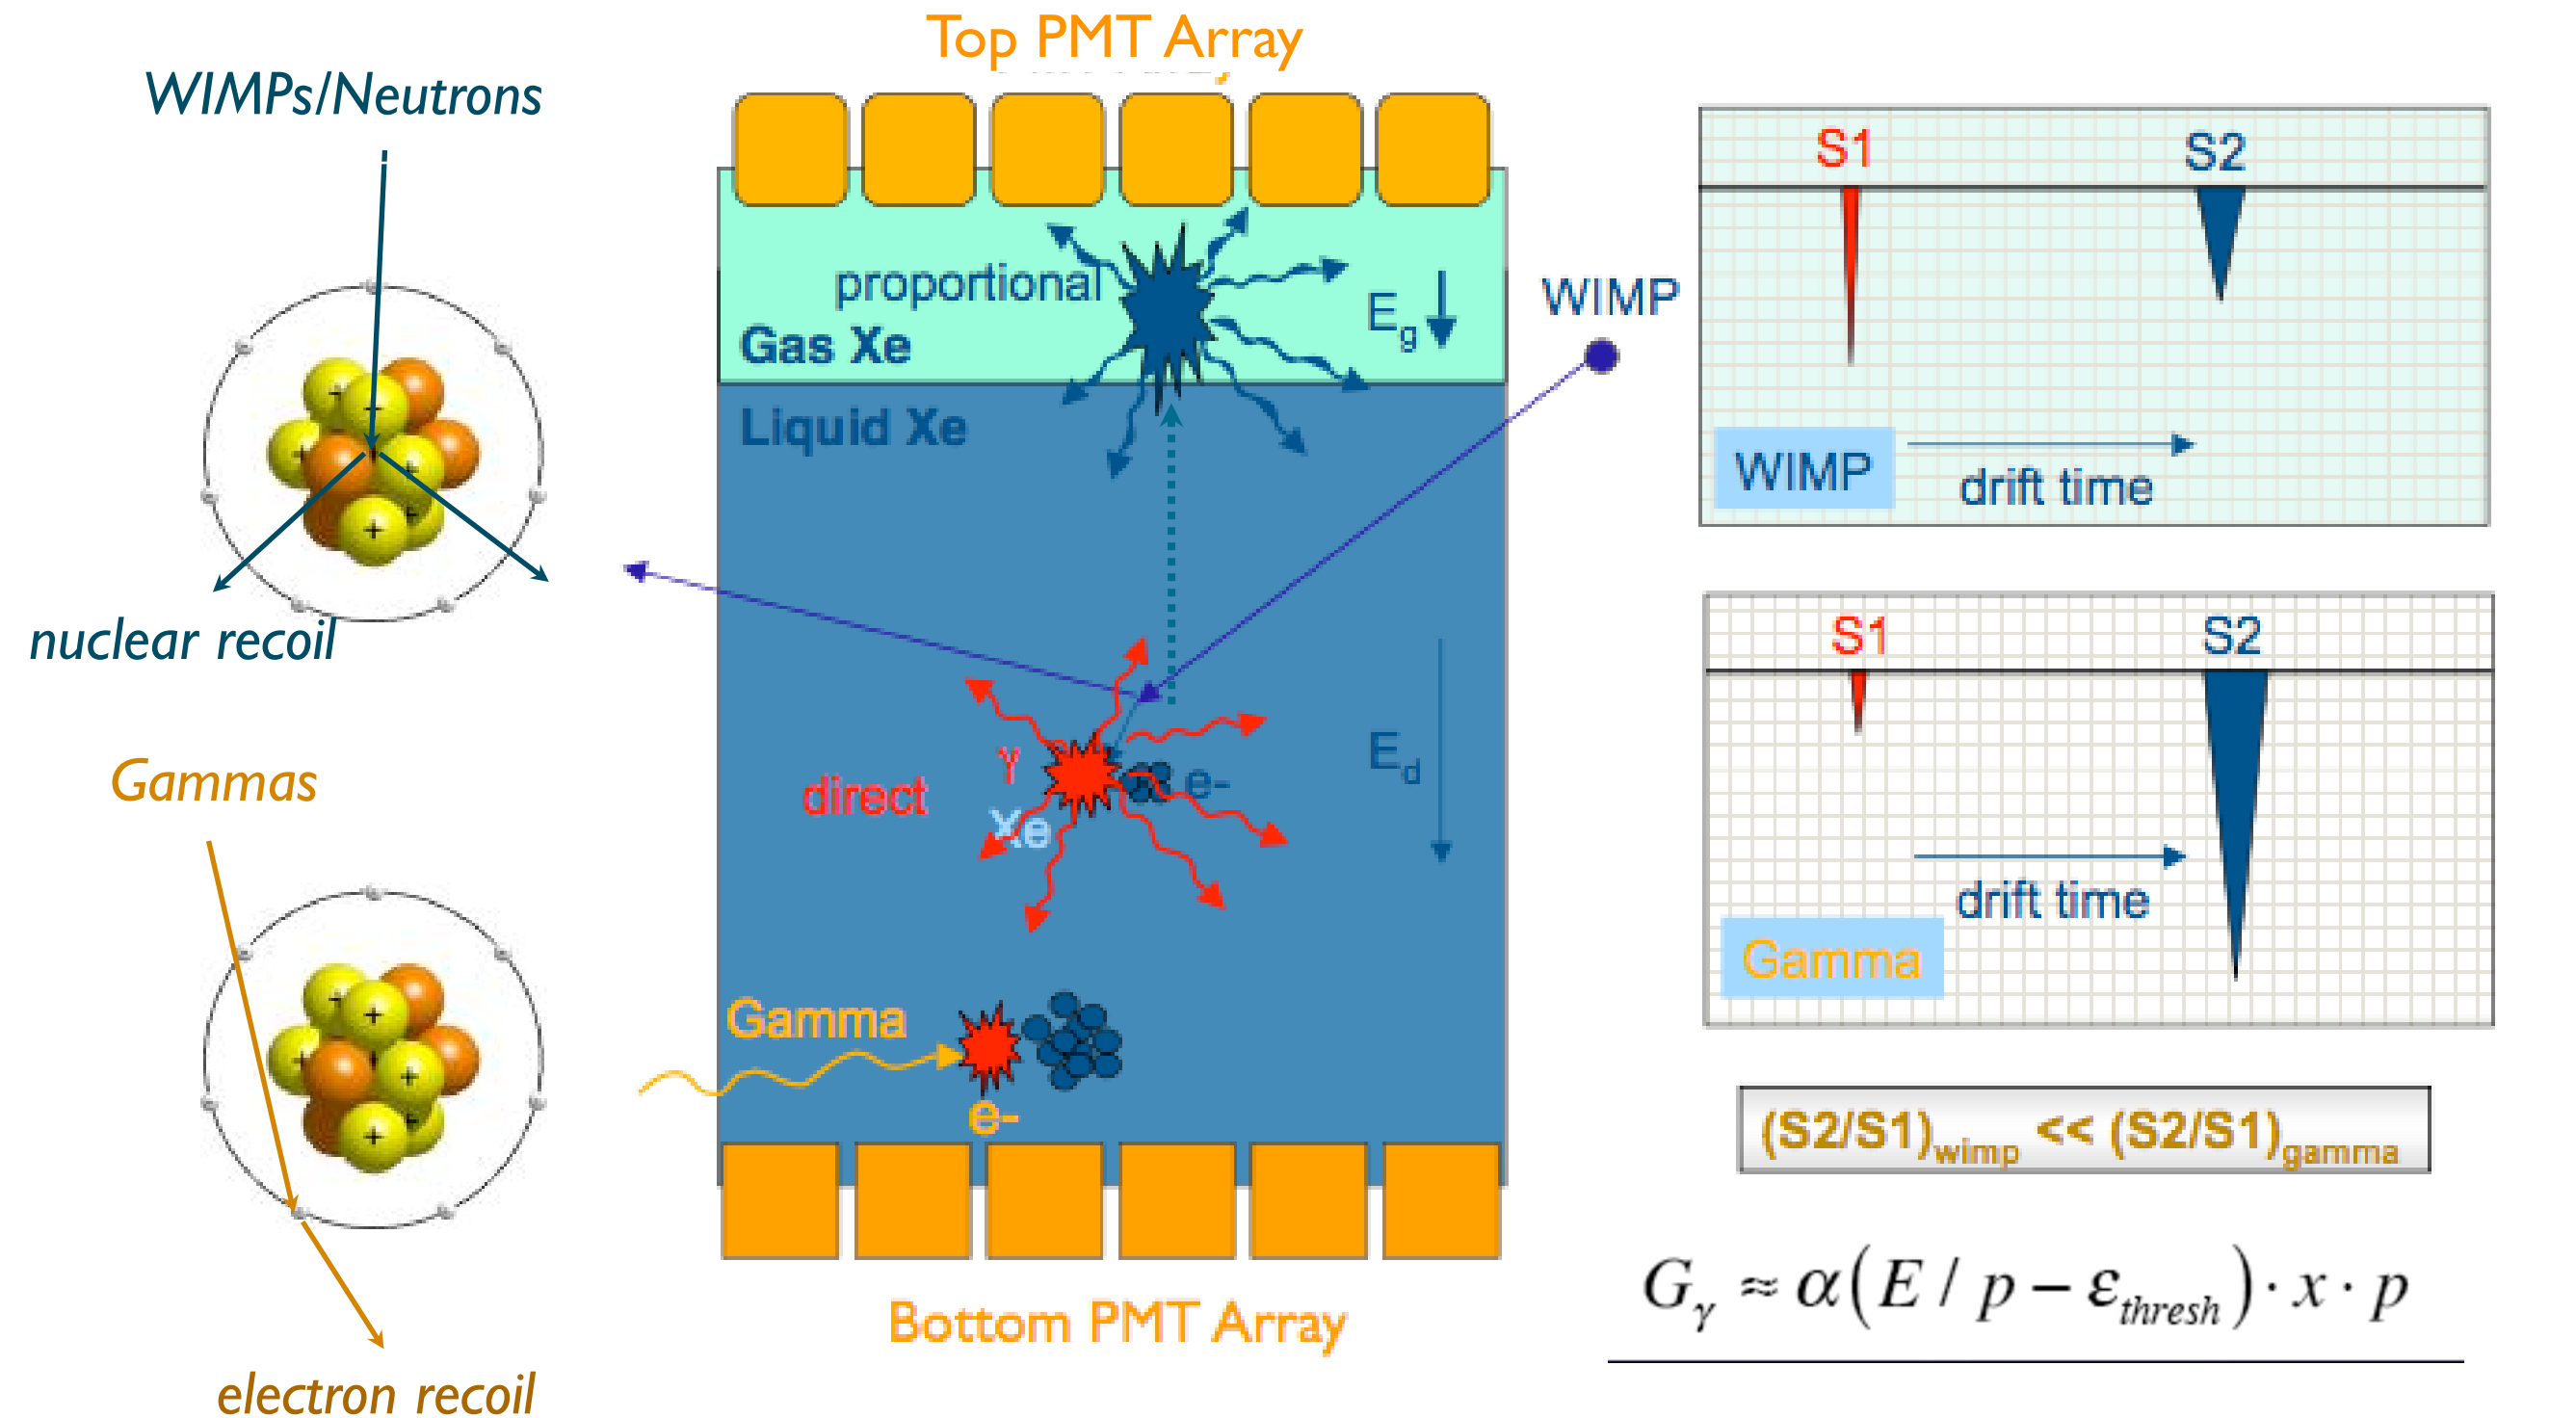 Top PMT Array
WIMPs/Neutrons
nuclear recoil
Gammas
electron recoil
proportional
Gas Xe
E_g
Liquid Xe
WIMP
γ
direct
Xe
e-
E_d
Gamma
e-
Bottom PMT Array
S1 S2
WIMP
drift time
S1 S2
drift time
Gamma
(S2/S1)_wimp << (S2/S1)_gamma
G_γ ≈ α(E / p − ε_thresh) · x · p